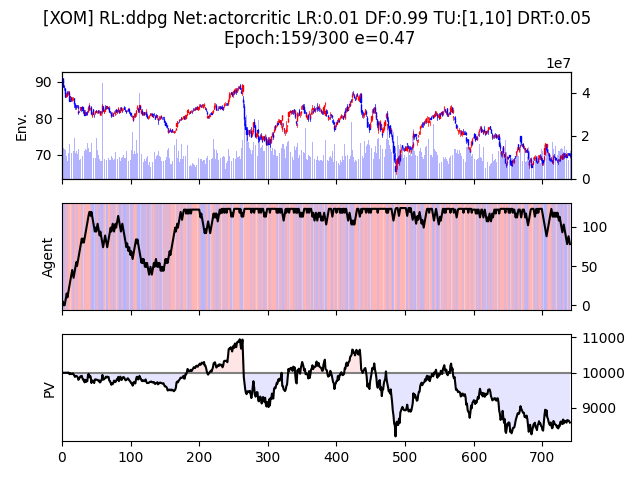 [XOM] RL:ddpg Net:actorcritic LR:0.01 DF:0.99 TU:[1,10] DRT:0.05
Epoch:159/300 e=0.47
1e7
90
80
70
Env.
4
2
0
Agent
100
50
0
PV
11000
10000
9000
0 100 200 300 400 500 600 700